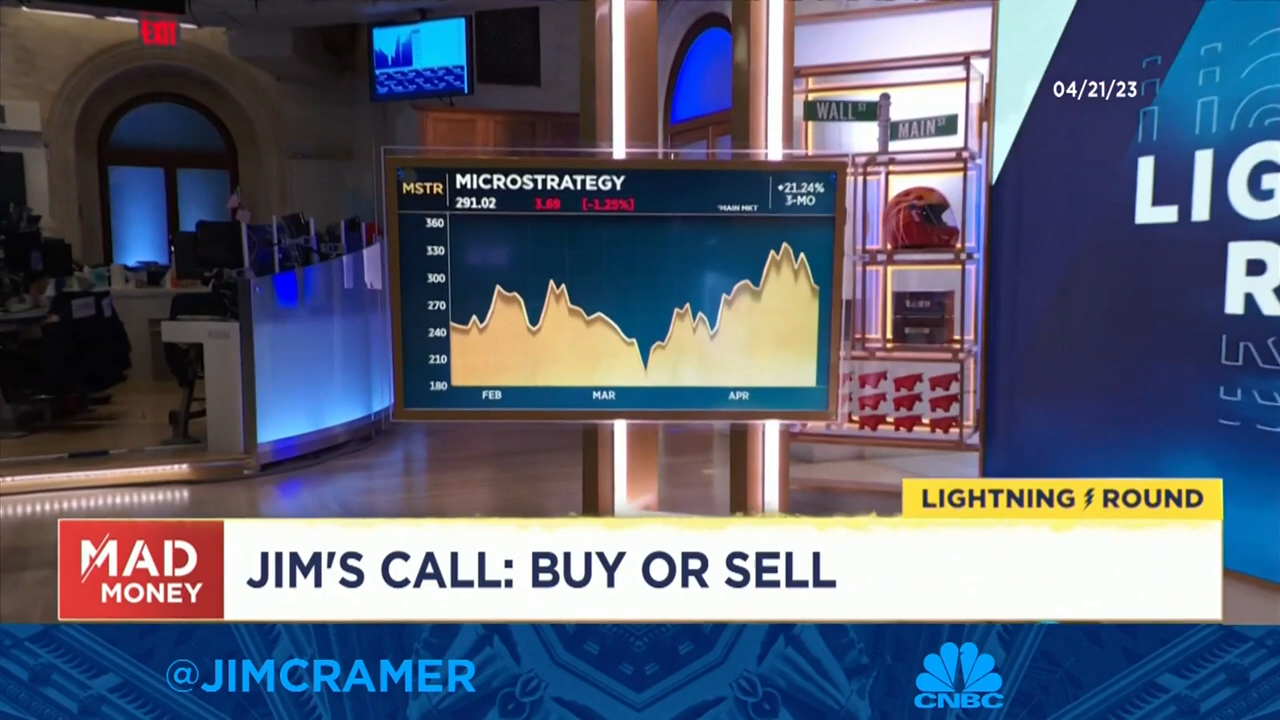 EXIT
WALL ST
MAIN ST
04/21/23
MSTR
MICROSTRATEGY
291.02 3.69 [-1.25%]
*MAIN MKT
+21.24%
3-MO
360
330
300
270
240
210
180
FEB MAR APR
LIG
R
LIGHTNING ROUND
MAD
MONEY
JIM'S CALL: BUY OR SELL
@JIMCRAMER
CNBC